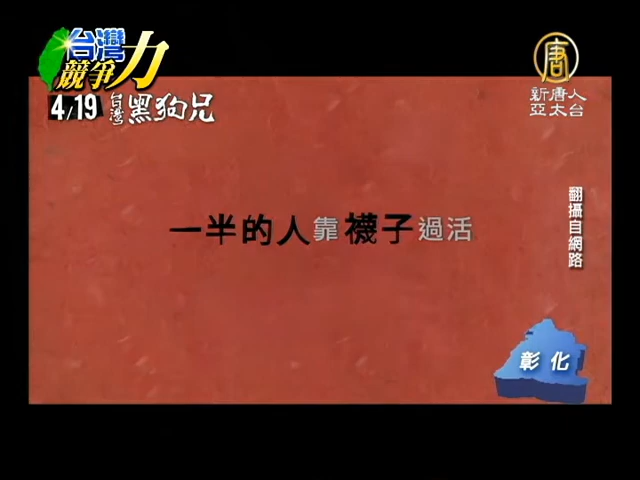 台灣
競爭力
唐
新唐人
亞太台
4/19
台灣黑狗兄
翻攝自網路
一半的人靠襪子過活
彰化